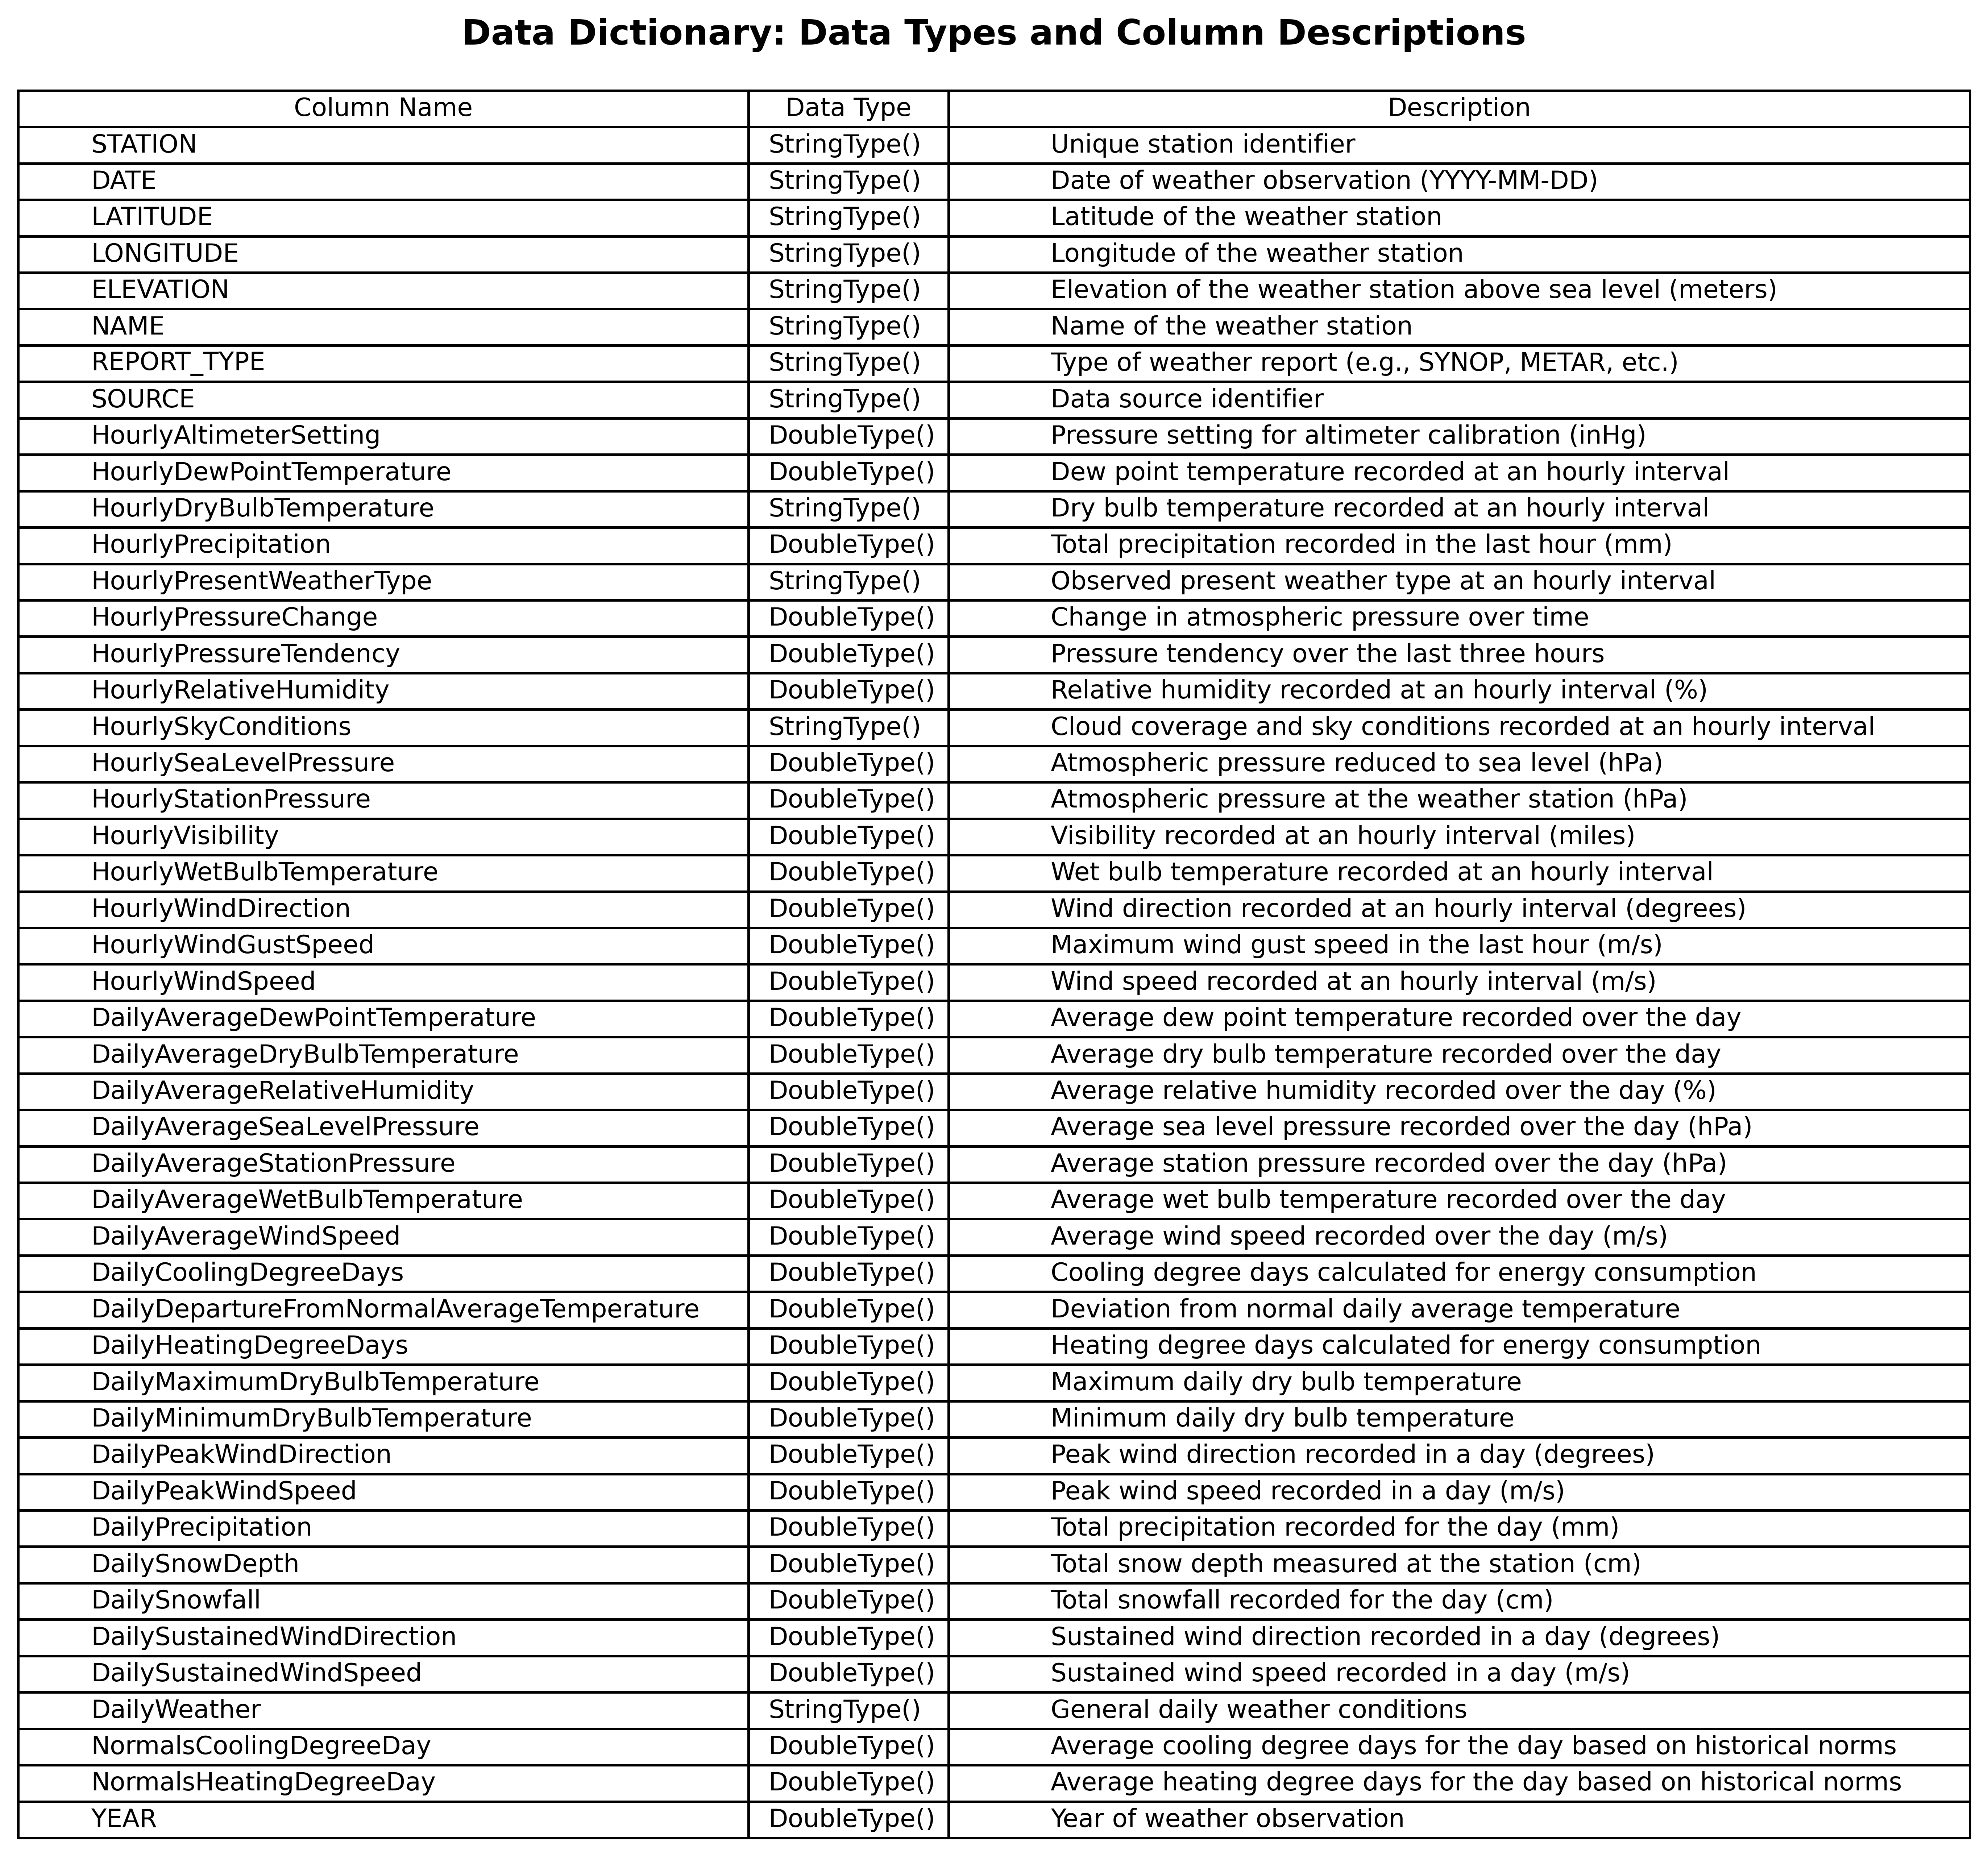 Data Dictionary: Data Types and Column Descriptions
Column Name Data Type Description
STATION StringType() Unique station identifier
DATE StringType() Date of weather observation (YYYY-MM-DD)
LATITUDE StringType() Latitude of the weather station
LONGITUDE StringType() Longitude of the weather station
ELEVATION StringType() Elevation of the weather station above sea level (meters)
NAME StringType() Name of the weather station
REPORT_TYPE StringType() Type of weather report (e.g., SYNOP, METAR, etc.)
SOURCE StringType() Data source identifier
HourlyAltimeterSetting DoubleType() Pressure setting for altimeter calibration (inHg)
HourlyDewPointTemperature DoubleType() Dew point temperature recorded at an hourly interval
HourlyDryBulbTemperature StringType() Dry bulb temperature recorded at an hourly interval
HourlyPrecipitation DoubleType() Total precipitation recorded in the last hour (mm)
HourlyPresentWeatherType StringType() Observed present weather type at an hourly interval
HourlyPressureChange DoubleType() Change in atmospheric pressure over time
HourlyPressureTendency DoubleType() Pressure tendency over the last three hours
HourlyRelativeHumidity DoubleType() Relative humidity recorded at an hourly interval (%)
HourlySkyConditions StringType() Cloud coverage and sky conditions recorded at an hourly interval
HourlySeaLevelPressure DoubleType() Atmospheric pressure reduced to sea level (hPa)
HourlyStationPressure DoubleType() Atmospheric pressure at the weather station (hPa)
HourlyVisibility DoubleType() Visibility recorded at an hourly interval (miles)
HourlyWetBulbTemperature DoubleType() Wet bulb temperature recorded at an hourly interval
HourlyWindDirection DoubleType() Wind direction recorded at an hourly interval (degrees)
HourlyWindGustSpeed DoubleType() Maximum wind gust speed in the last hour (m/s)
HourlyWindSpeed DoubleType() Wind speed recorded at an hourly interval (m/s)
DailyAverageDewPointTemperature DoubleType() Average dew point temperature recorded over the day
DailyAverageDryBulbTemperature DoubleType() Average dry bulb temperature recorded over the day
DailyAverageRelativeHumidity DoubleType() Average relative humidity recorded over the day (%)
DailyAverageSeaLevelPressure DoubleType() Average sea level pressure recorded over the day (hPa)
DailyAverageStationPressure DoubleType() Average station pressure recorded over the day (hPa)
DailyAverageWetBulbTemperature DoubleType() Average wet bulb temperature recorded over the day
DailyAverageWindSpeed DoubleType() Average wind speed recorded over the day (m/s)
DailyCoolingDegreeDays DoubleType() Cooling degree days calculated for energy consumption
DailyDepartureFromNormalAverageTemperature DoubleType() Deviation from normal daily average temperature
DailyHeatingDegreeDays DoubleType() Heating degree days calculated for energy consumption
DailyMaximumDryBulbTemperature DoubleType() Maximum daily dry bulb temperature
DailyMinimumDryBulbTemperature DoubleType() Minimum daily dry bulb temperature
DailyPeakWindDirection DoubleType() Peak wind direction recorded in a day (degrees)
DailyPeakWindSpeed DoubleType() Peak wind speed recorded in a day (m/s)
DailyPrecipitation DoubleType() Total precipitation recorded for the day (mm)
DailySnowDepth DoubleType() Total snow depth measured at the station (cm)
DailySnowfall DoubleType() Total snowfall recorded for the day (cm)
DailySustainedWindDirection DoubleType() Sustained wind direction recorded in a day (degrees)
DailySustainedWindSpeed DoubleType() Sustained wind speed recorded in a day (m/s)
DailyWeather StringType() General daily weather conditions
NormalsCoolingDegreeDay DoubleType() Average cooling degree days for the day based on historical norms
NormalsHeatingDegreeDay DoubleType() Average heating degree days for the day based on historical norms
YEAR DoubleType() Year of weather observation